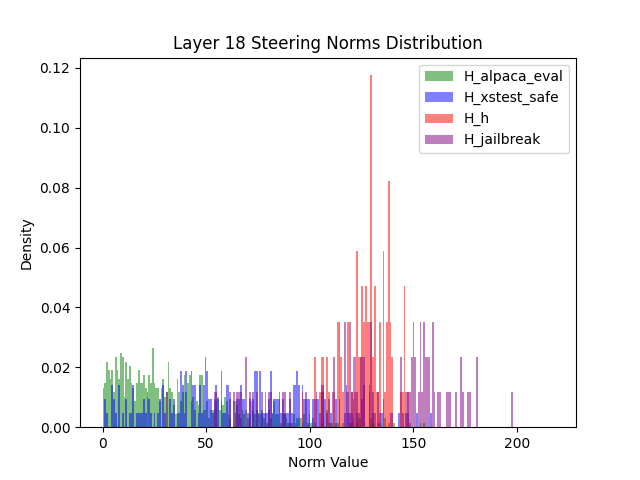 Layer 18 Steering Norms Distribution
H_alpaca_eval
H_xstest_safe
H_h
H_jailbreak
Density
0.12
0.10
0.08
0.06
0.04
0.02
0.00
0 50 100 150 200
Norm Value